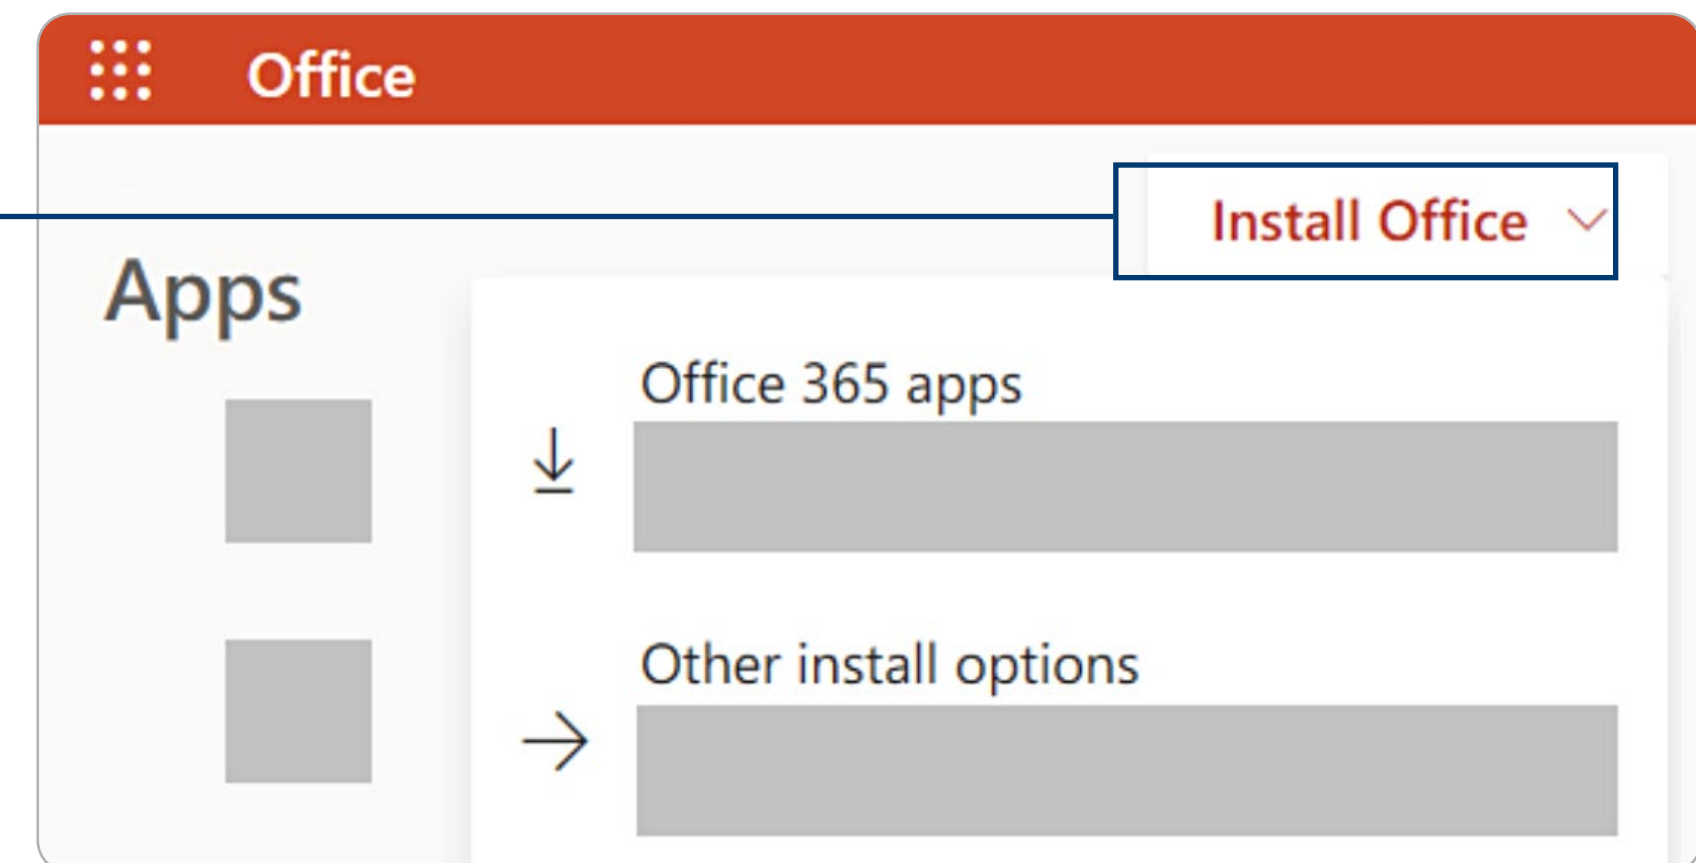 Office
Install Office
Apps
Office 365 apps
Other install options